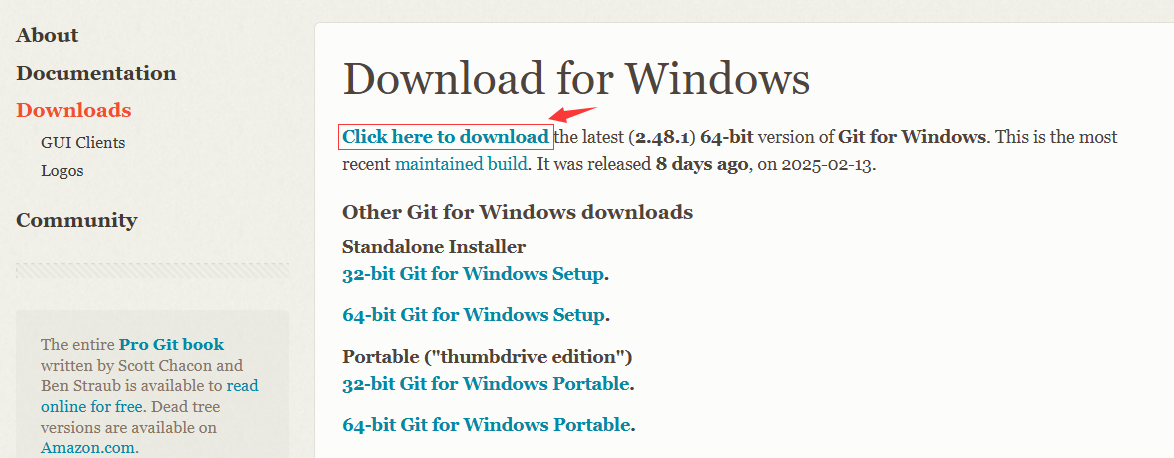 About
Documentation
Downloads
GUI Clients
Logos
Community
The entire Pro Git book
written by Scott Chacon and
Ben Straub is available to read
online for free. Dead tree
versions are available on
Amazon.com.
Download for Windows
Click here to download the latest (2.48.1) 64-bit version of Git for Windows. This is the most
recent maintained build. It was released 8 days ago, on 2025-02-13.
Other Git for Windows downloads
Standalone Installer
32-bit Git for Windows Setup.
64-bit Git for Windows Setup.
Portable ("thumbdrive edition")
32-bit Git for Windows Portable.
64-bit Git for Windows Portable.